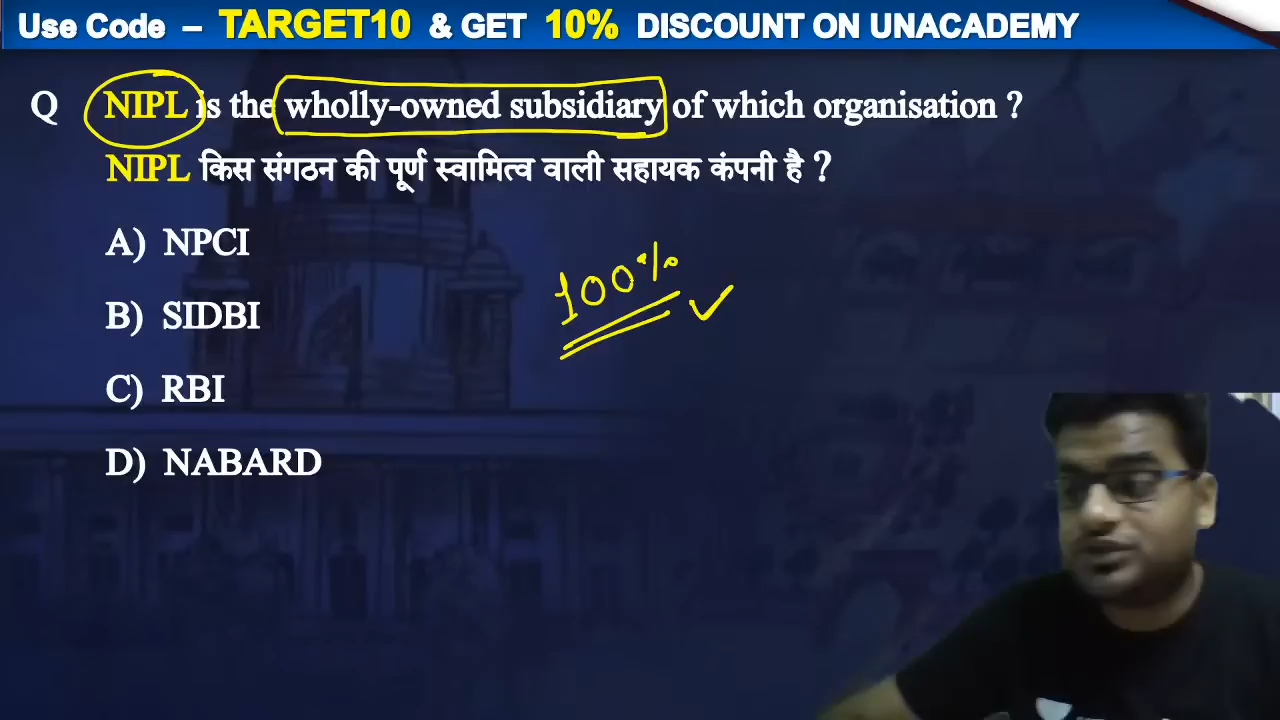 Use Code – TARGET10 & GET 10% DISCOUNT ON UNACADEMY
Q NIPL is the wholly-owned subsidiary of which organisation ?
NIPL किस संगठन की पूर्ण स्वामित्व वाली सहायक कंपनी है ?
A) NPCI
100%
B) SIDBI
C) RBI
D) NABARD